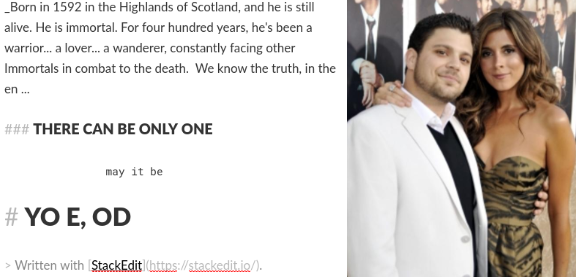 _Born in 1592 in the Highlands of Scotland, and he is still
alive. He is immortal. For four hundred years, he's been a
warrior... a lover... a wanderer, constantly facing other
Immortals in combat to the death.  We know the truth, in the
en ...
### THERE CAN BE ONLY ONE
may it be
# YO E, OD
> Written with [StackEdit](https://stackedit.io/).